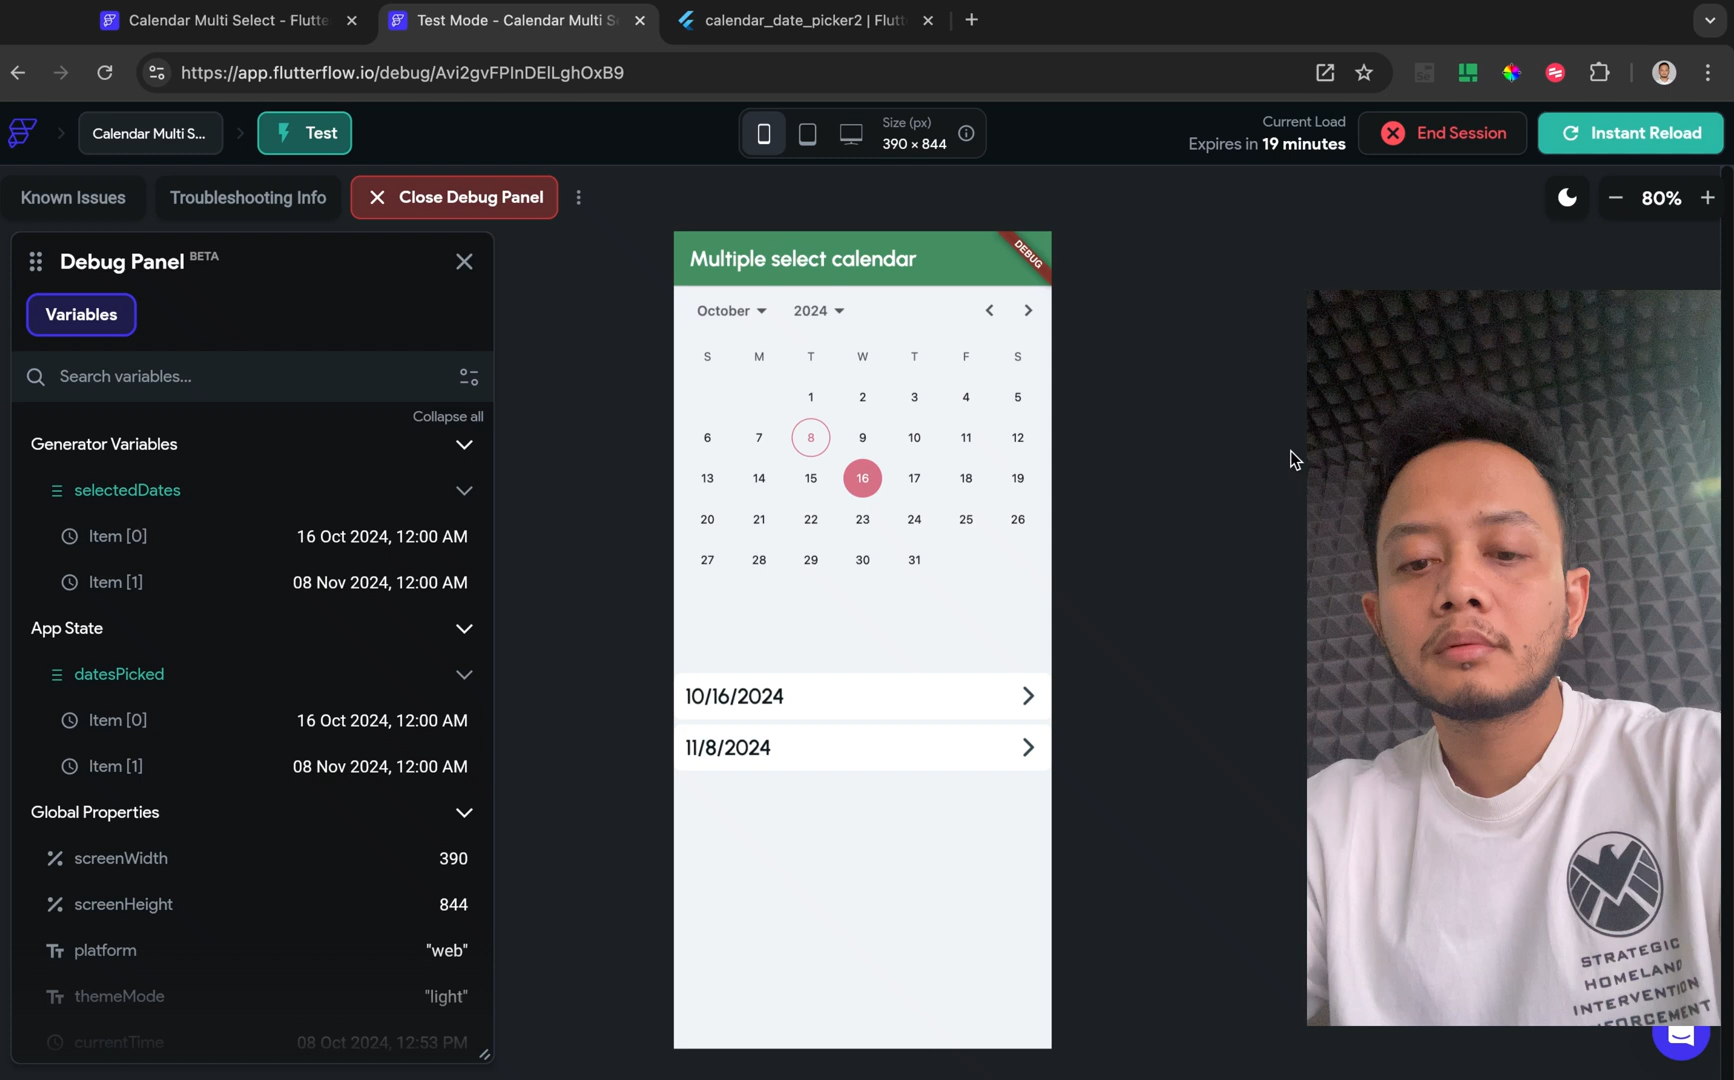 Calendar Multi Select - Flutte
Test Mode - Calendar Multi S
calendar_date_picker2 | Flutt
https://app.flutterflow.io/debug/Avi2gvFPInDElLghOxB9
Calendar Multi S...
Test
Size (px)
390 × 844
Current Load
Expires in 19 minutes
End Session
Instant Reload
Known Issues
Troubleshooting Info
Close Debug Panel
80%
Debug Panel BETA
Variables
Search variables...
Collapse all
Generator Variables
selectedDates
Item [0] 16 Oct 2024, 12:00 AM
Item [1] 08 Nov 2024, 12:00 AM
App State
datesPicked
Item [0] 16 Oct 2024, 12:00 AM
Item [1] 08 Nov 2024, 12:00 AM
Global Properties
screenWidth 390
screenHeight 844
platform "web"
themeMode "light"
currentTime 08 Oct 2024, 12:53 PM
Multiple select calendar
DEBUG
October 2024
S M T W T F S
1 2 3 4 5
6 7 8 9 10 11 12
13 14 15 16 17 18 19
20 21 22 23 24 25 26
27 28 29 30 31
10/16/2024
11/8/2024
STRATEGIC
HOMELAND
INTERVENTION